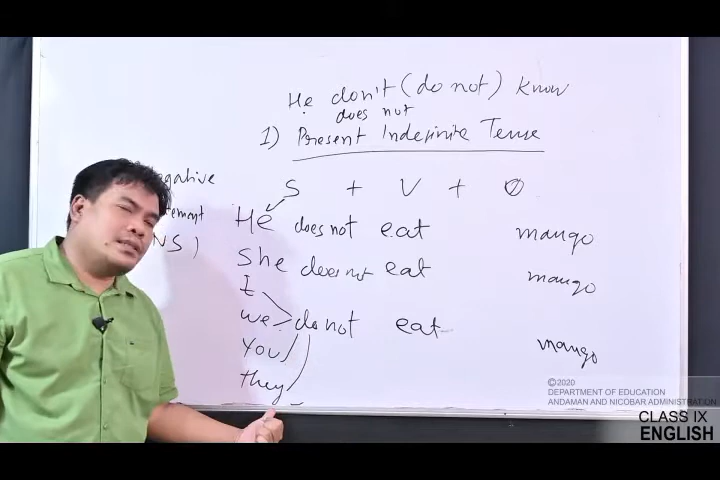 He don't (do not) know
does not
1) Present Indefinite Tense
S + V + O
He does not eat mango
She does not eat mango
I
we do not eat mango
You
they
©2020
DEPARTMENT OF EDUCATION
ANDAMAN AND NICOBAR ADMINISTRATION
CLASS IX
ENGLISH